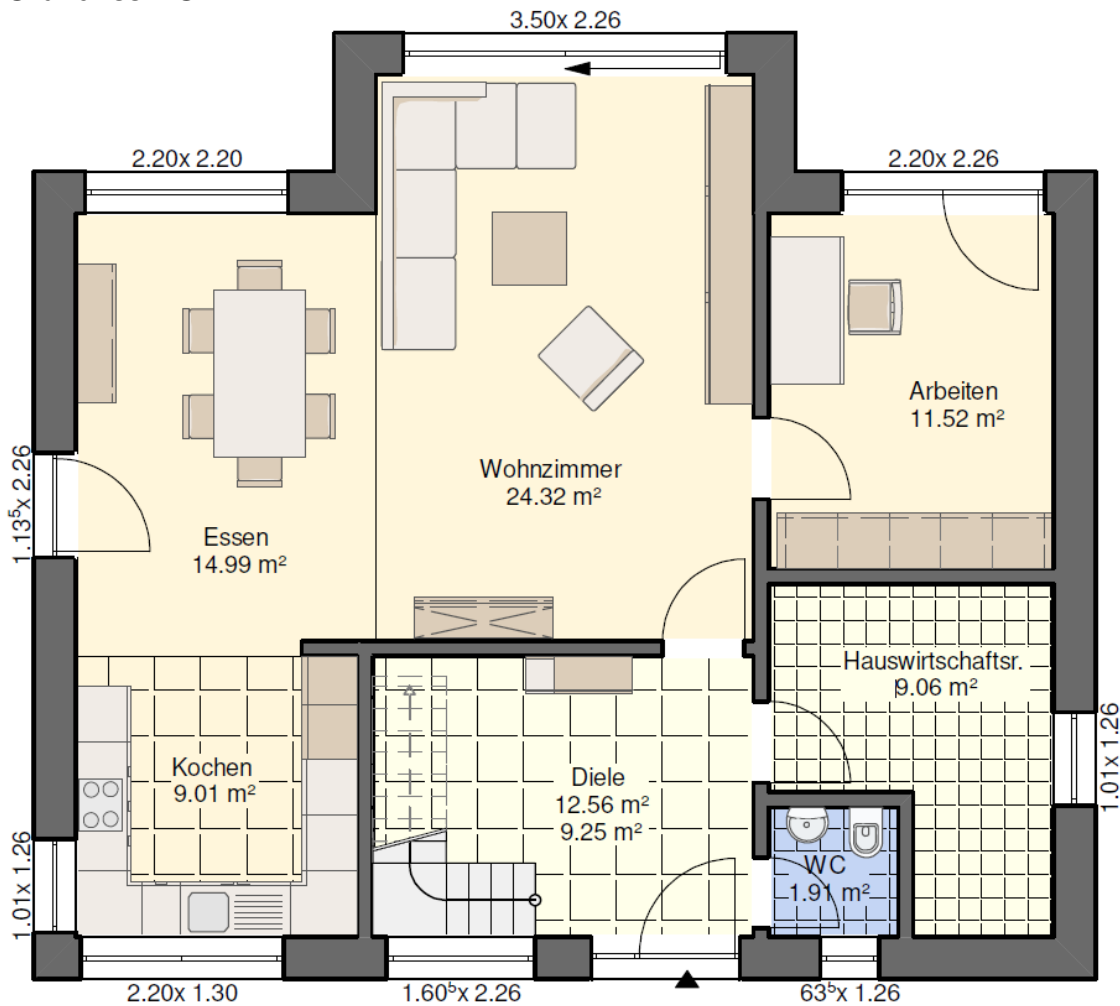 3.50x 2.26
2.20x 2.20
2.20x 2.26
Arbeiten
11.52 m²
Wohnzimmer
24.32 m²
1.13⁵x 2.26
Essen
14.99 m²
Hauswirtschaftsr.
9.06 m²
1.01x 1.26
Kochen
9.01 m²
Diele
12.56 m²
9.25 m²
WC
1.91 m²
1.01x 1.26
2.20x 1.30
1.60⁵x 2.26
63⁵x 1.26